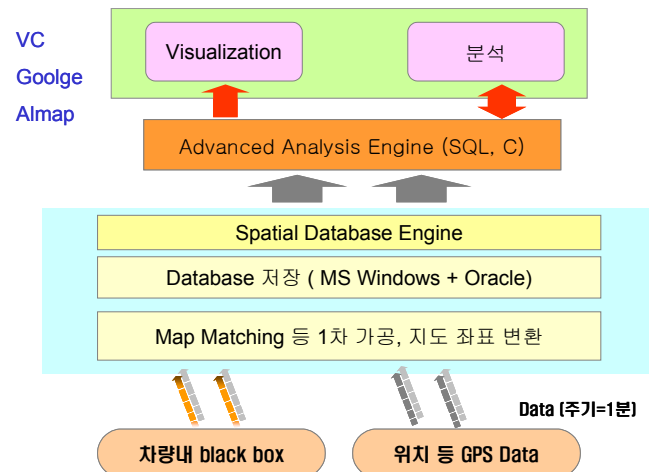 VC
Goolge
Almap
Visualization
분석
Advanced Analysis Engine (SQL, C)
Spatial Database Engine
Database 저장 ( MS Windows + Oracle)
Map Matching 등 1차 가공, 지도 좌표 변환
Data (주기=1분)
차량내 black box
위치 등 GPS Data